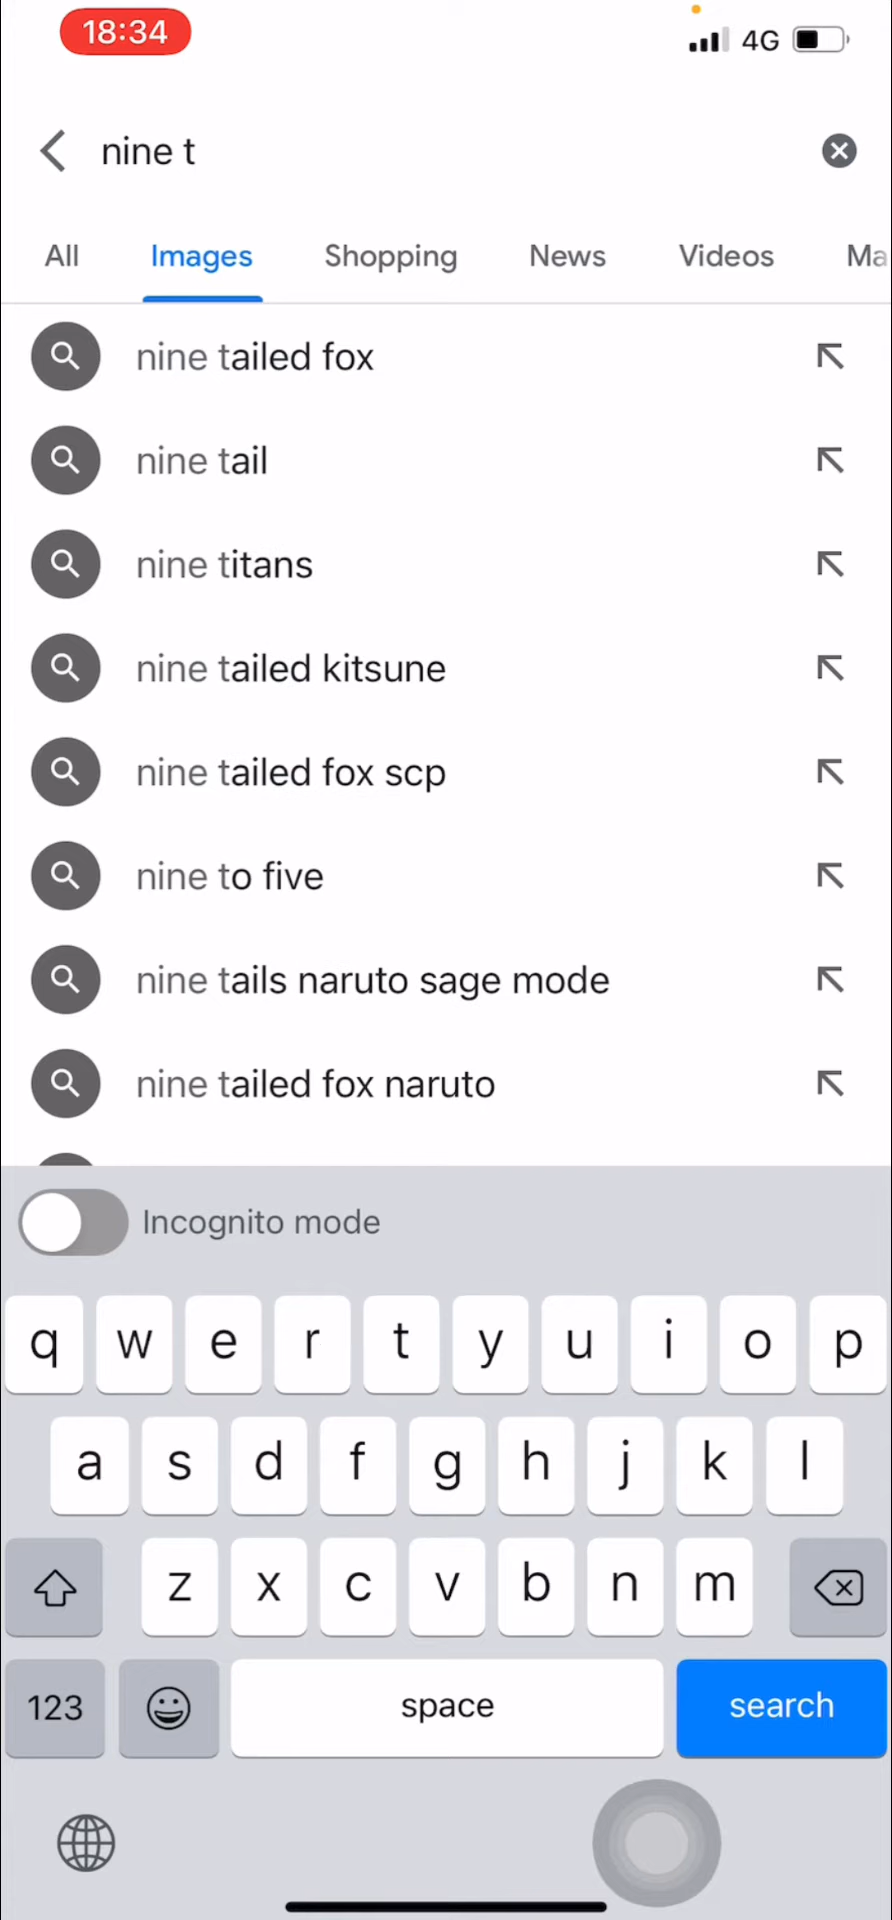 18:34
4G
nine t
All Images Shopping News Videos Ma
nine tailed fox
nine tail
nine titans
nine tailed kitsune
nine tailed fox scp
nine to five
nine tails naruto sage mode
nine tailed fox naruto
Incognito mode
q w e r t y u i o p
a s d f g h j k l
z x c v b n m
123 space search